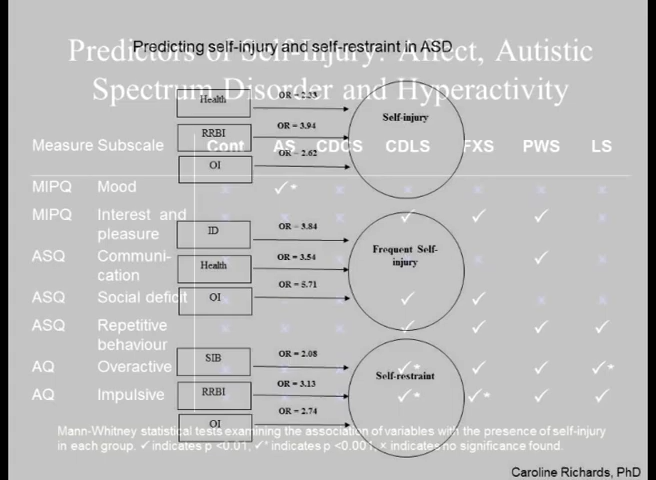 Predicting self-injury and self-restraint in ASD
Predictors of Self-Injury: Affect, Autistic
Spectrum Disorder and Hyperactivity
Health OR = 2.33 Self-injury
RRBI OR = 3.94
OI OR = 2.62
ID OR = 3.84 Frequent Self-injury
Health OR = 3.54
OI OR = 5.71
SIB OR = 2.08 Self-restraint
RRBI OR = 3.13
OI OR = 2.74
Measure Subscale Cont AS CDCS CDLS FXS PWS LS
MIPQ Mood × ✓* × × × × ×
MIPQ Interest and × × × ✓ ✓ ✓ ×
pleasure
ASQ Communi- × ✓ ×
cation
ASQ Social deficit ✓ ✓ × ×
ASQ Repetitive × × × ✓ ✓ ✓ ✓
behaviour
AQ Overactive ✓* ✓ ✓ ✓*
AQ Impulsive ✓* ✓* ✓ ✓
Mann-Whitney statistical tests examining the association of variables with the presence of self-injury
in each group. ✓ indicates p <0.01, ✓* indicates p <0.001, × indicates no significance found.
Caroline Richards, PhD